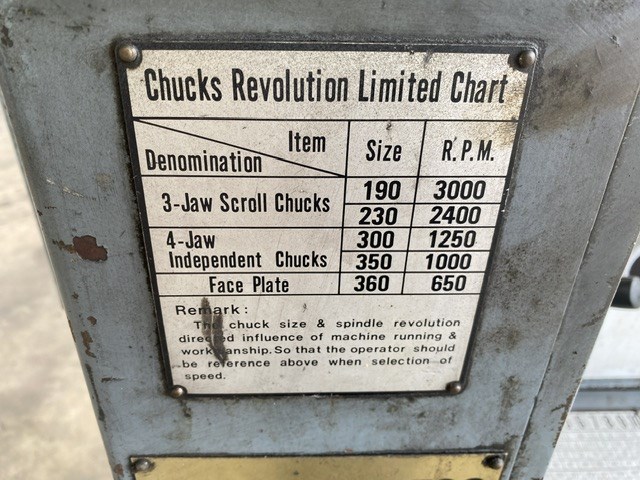 Chucks Revolution Limited Chart
Item
Denomination
Size
R.P.M.
3-Jaw Scroll Chucks
190 3000
230 2400
4-Jaw
Independent Chucks
300 1250
350 1000
Face Plate 360 650
Remark:
The chuck size & spindle revolution
directed influence of machine running &
workmanship. So that the operator should
be reference above when selection of
speed.